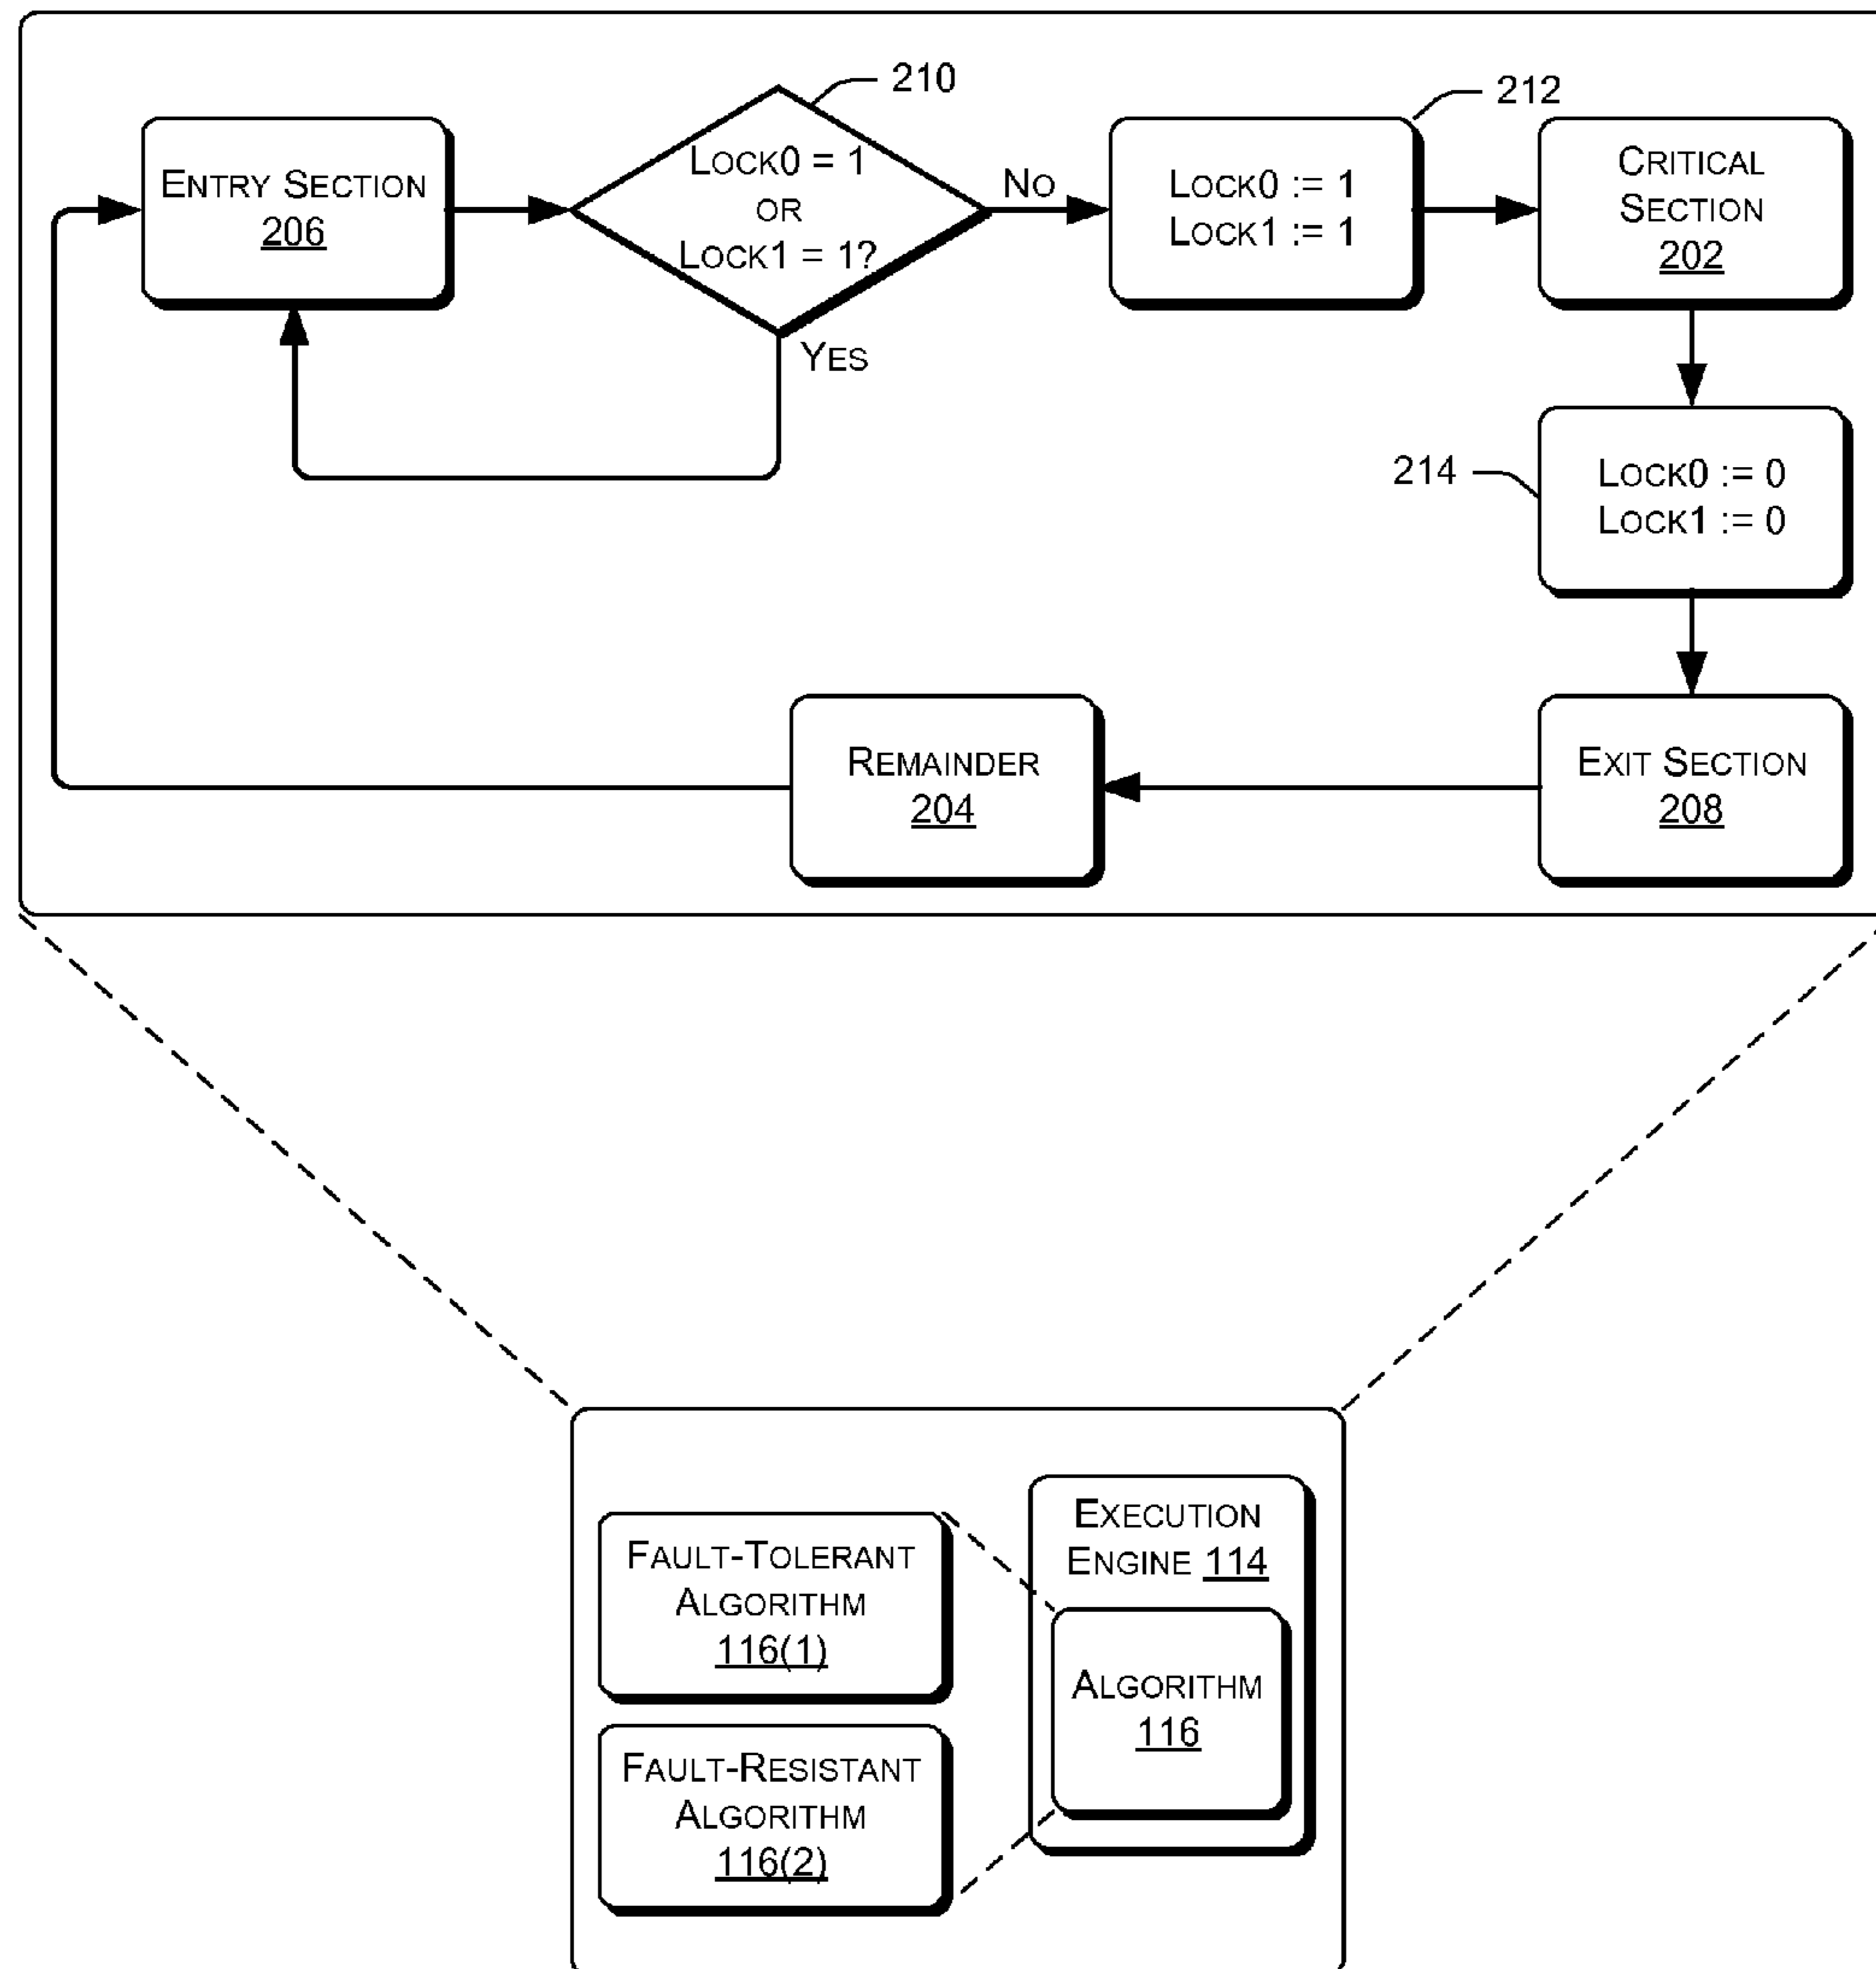 210
212
ENTRY SECTION
206
LOCK0 = 1
OR
LOCK1 = 1?
NO
YES
LOCK0 := 1
LOCK1 := 1
CRITICAL
SECTION
202
214
LOCK0 := 0
LOCK1 := 0
REMAINDER
204
EXIT SECTION
208
FAULT-TOLERANT
ALGORITHM
116(1)
FAULT-RESISTANT
ALGORITHM
116(2)
EXECUTION
ENGINE 114
ALGORITHM
116